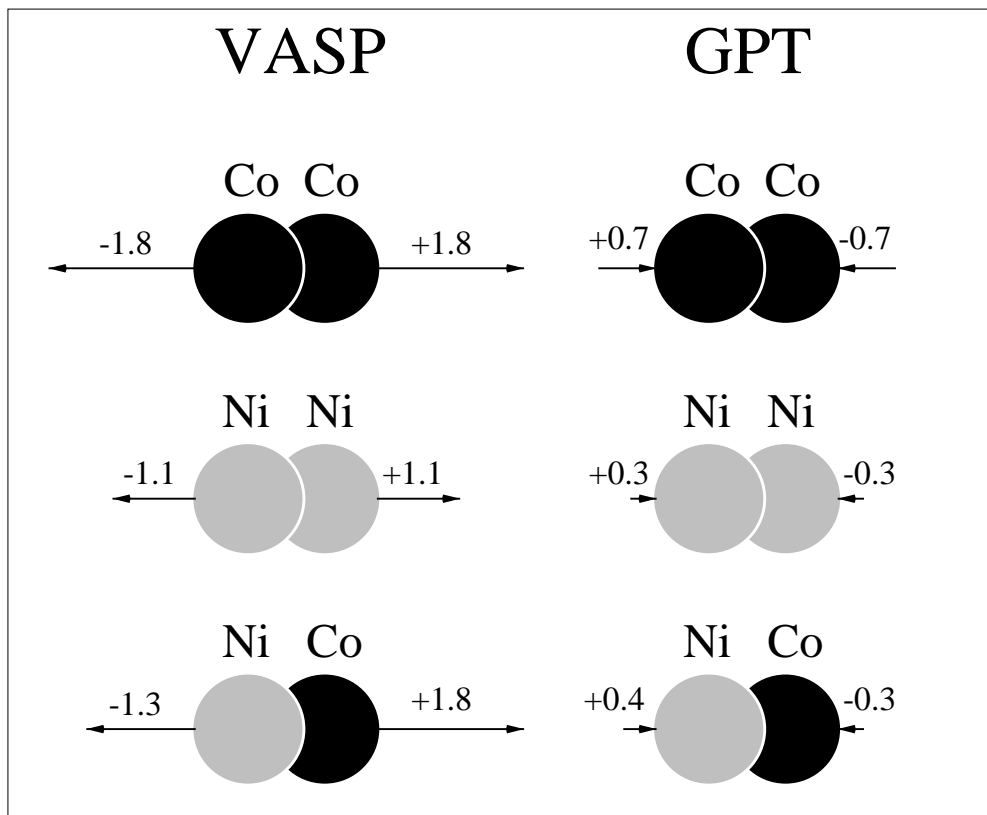 VASP GPT
Co Co Co Co
-1.8 +1.8 +0.7 -0.7
Ni Ni Ni Ni
-1.1 +1.1 +0.3 -0.3
Ni Co Ni Co
-1.3 +1.8 +0.4 -0.3